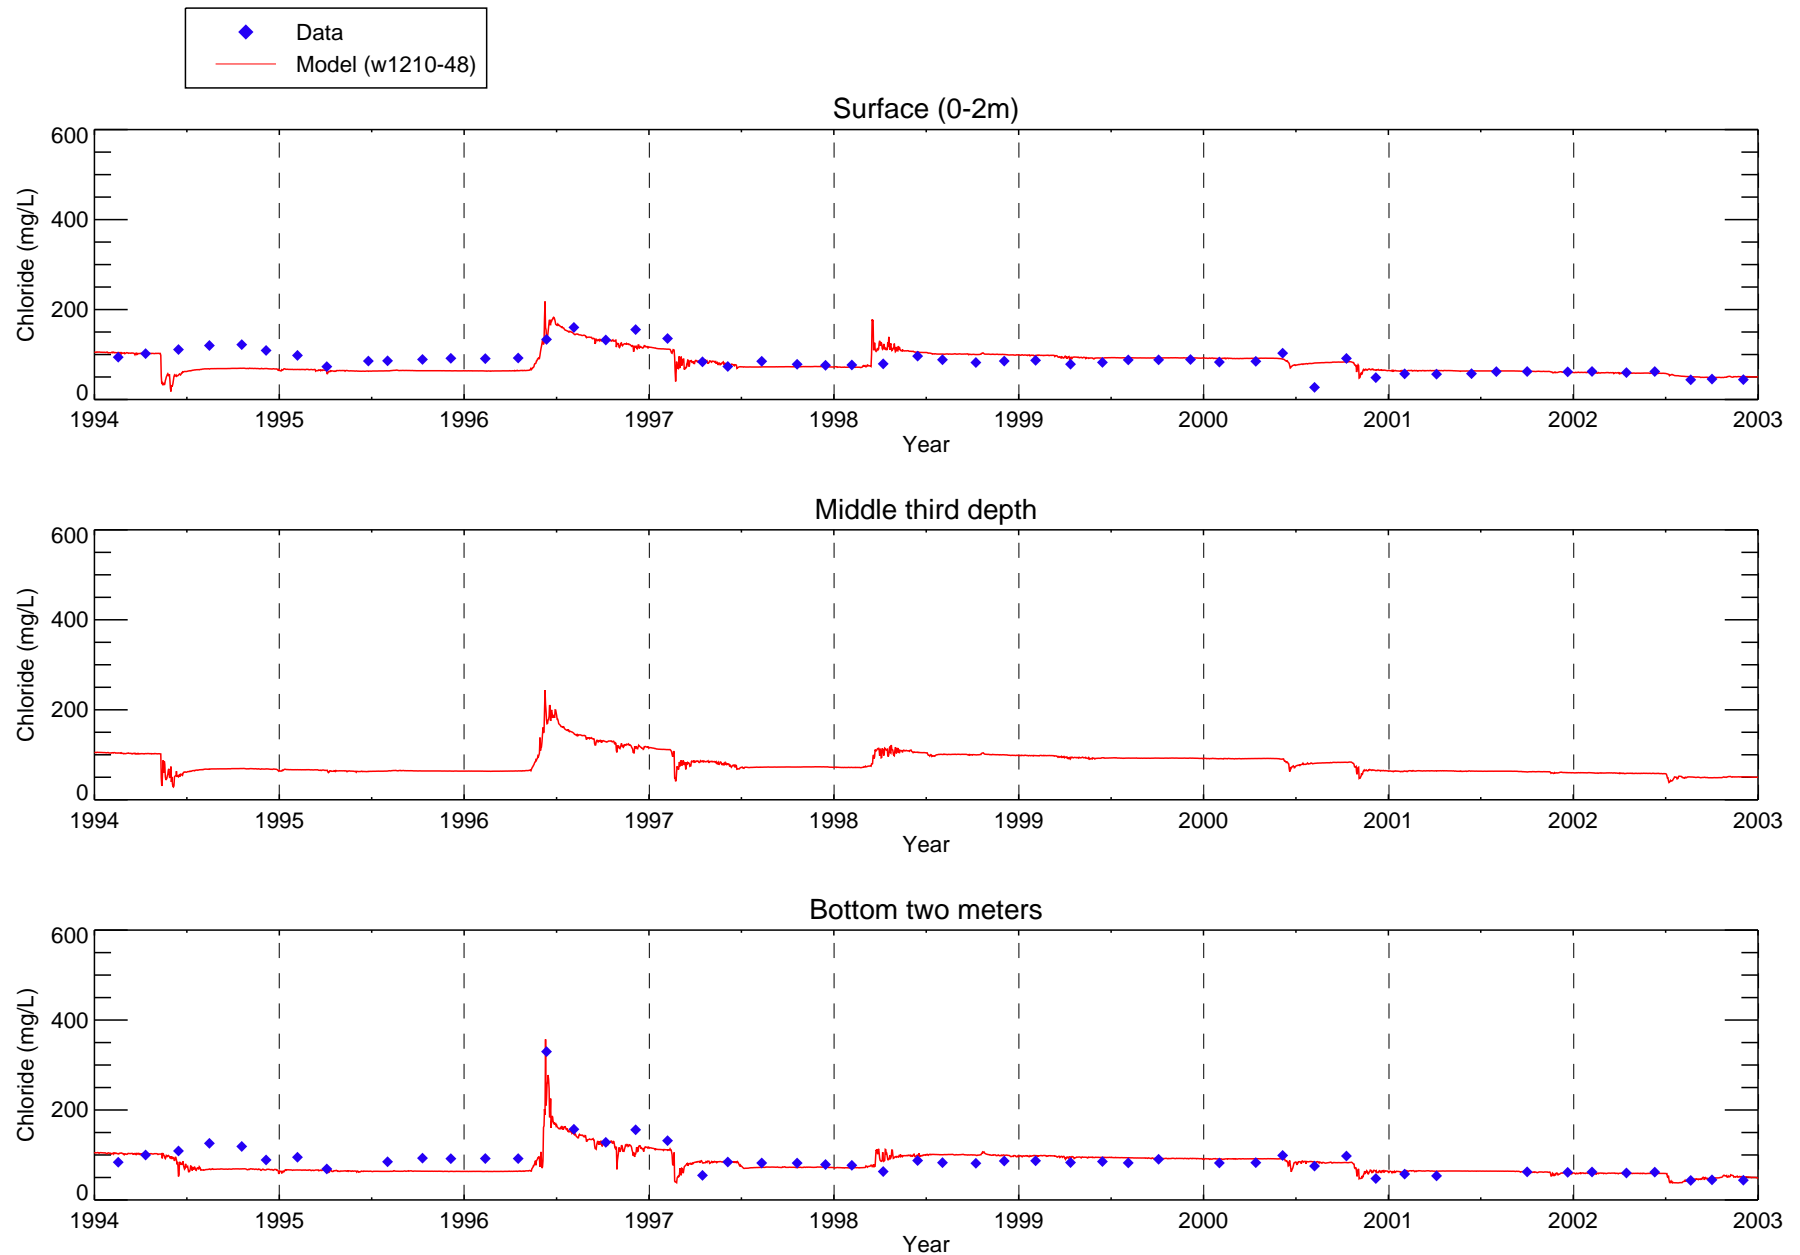 Data
Model (w1210-48)
Surface (0-2m)
600
400
200
0
Chloride (mg/L)
1994 1995 1996 1997 1998 1999 2000 2001 2002 2003
Year
Middle third depth
600
400
200
0
Chloride (mg/L)
1994 1995 1996 1997 1998 1999 2000 2001 2002 2003
Year
Bottom two meters
600
400
200
0
Chloride (mg/L)
1994 1995 1996 1997 1998 1999 2000 2001 2002 2003
Year